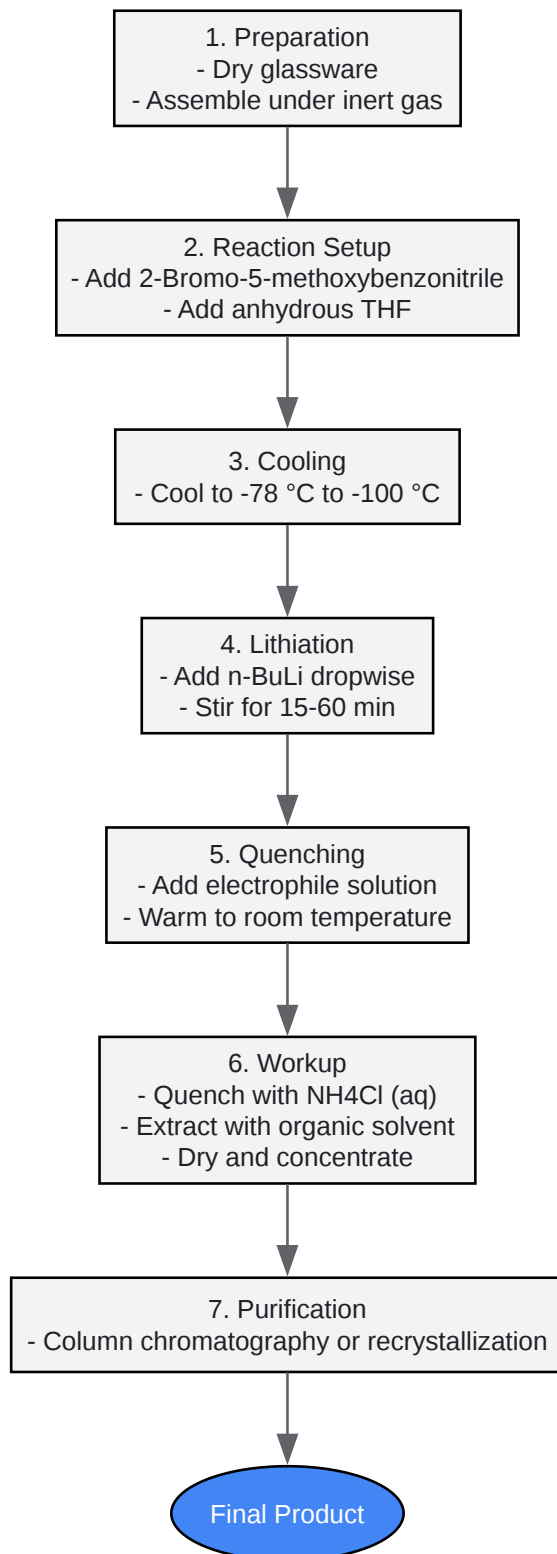 1. Preparation
- Dry glassware
- Assemble under inert gas
2. Reaction Setup
- Add 2-Bromo-5-methoxybenzonitrile
- Add anhydrous THF
3. Cooling
- Cool to -78 °C to -100 °C
4. Lithiation
- Add n-BuLi dropwise
- Stir for 15-60 min
5. Quenching
- Add electrophile solution
- Warm to room temperature
6. Workup
- Quench with NH4Cl (aq)
- Extract with organic solvent
- Dry and concentrate
7. Purification
- Column chromatography or recrystallization
Final Product